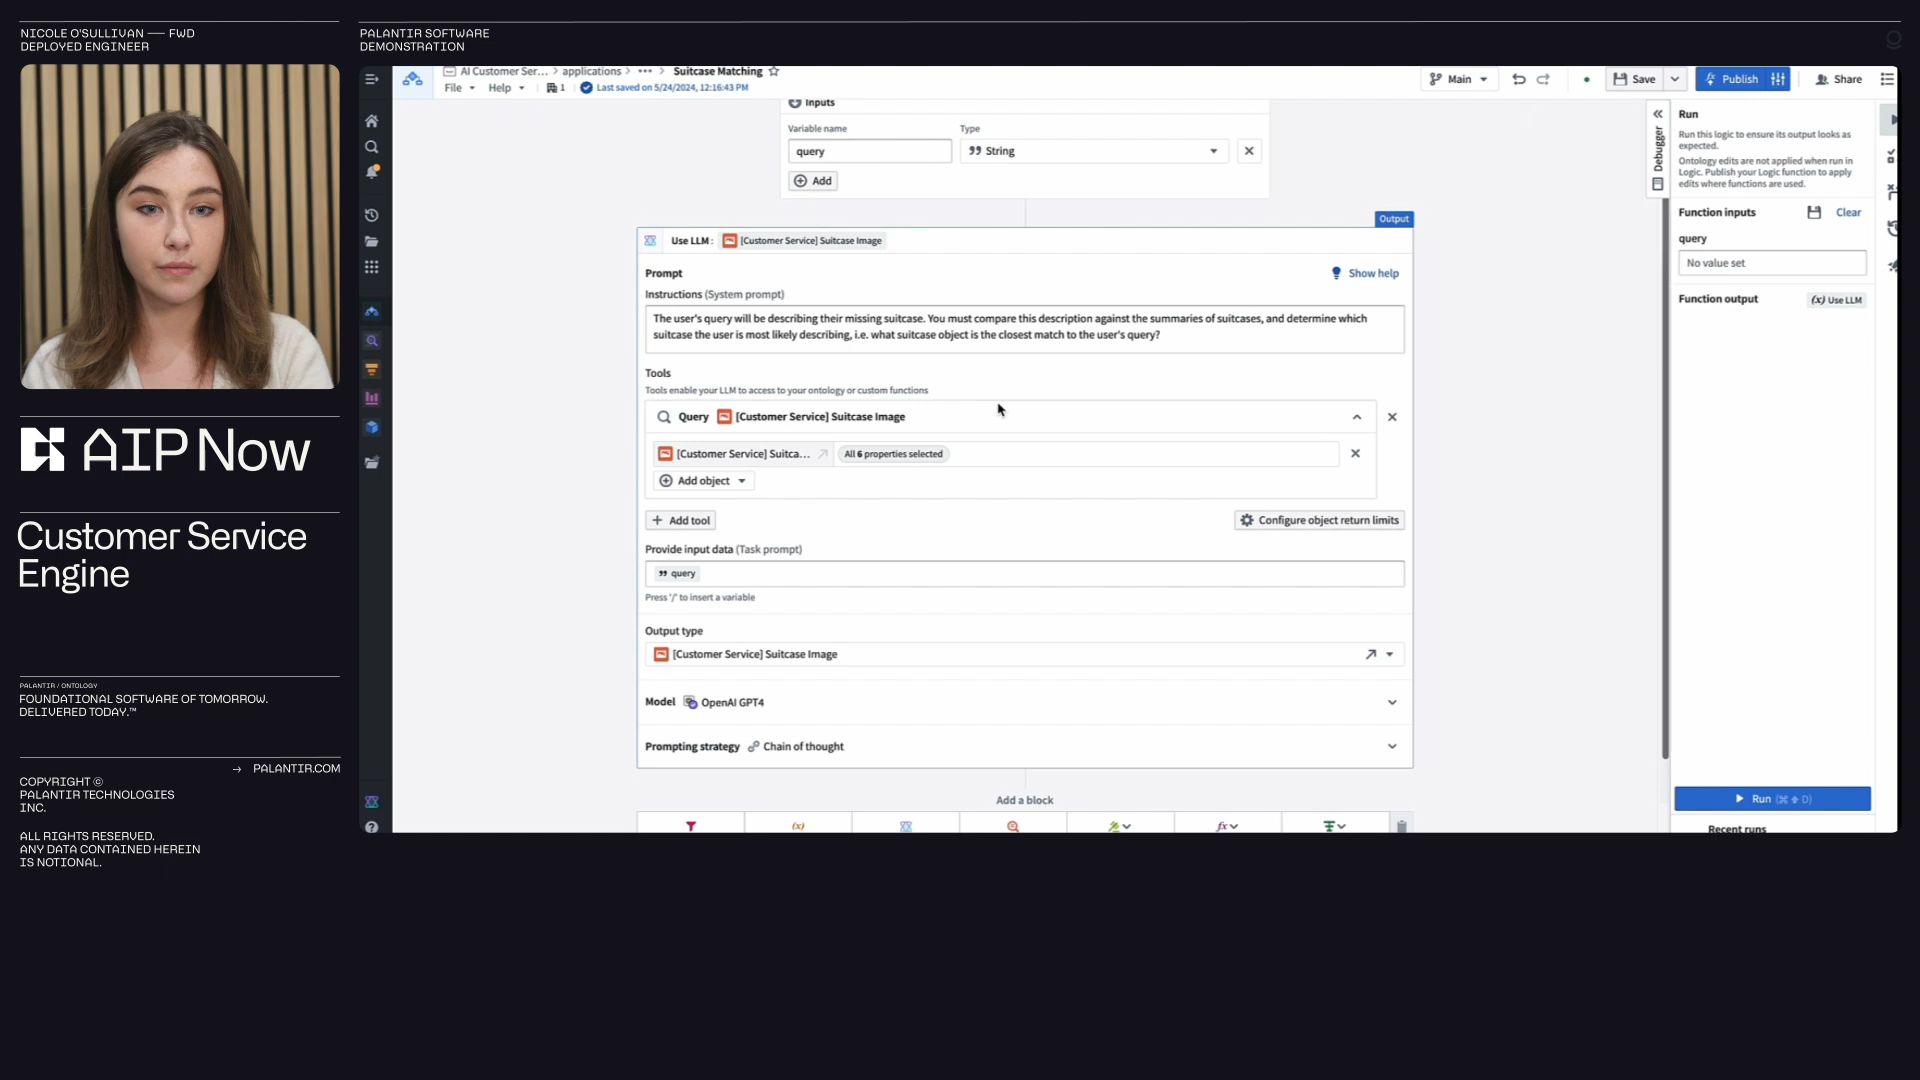 NICOLE O'SULLIVAN — FWD
DEPLOYED ENGINEER
AIP Now
Customer Service
Engine
PALANTIR / ONTOLOGY
FOUNDATIONAL SOFTWARE OF TOMORROW.
DELIVERED TODAY.™
→ PALANTIR.COM
COPYRIGHT ©
PALANTIR TECHNOLOGIES
INC.
ALL RIGHTS RESERVED.
ANY DATA CONTAINED HEREIN
IS NOTIONAL.
PALANTIR SOFTWARE
DEMONSTRATION
AI Customer Ser... > applications > ••• > Suitcase Matching
File Help 1 Last saved on 5/24/2024, 12:16:43 PM
Main Save Publish Share
Inputs
Variable name Type
query String
Add
Output
Use LLM : [Customer Service] Suitcase Image
Prompt Show help
Instructions (System prompt)
The user's query will be describing their missing suitcase. You must compare this description against the summaries of suitcases, and determine which
suitcase the user is most likely describing, i.e. what suitcase object is the closest match to the user's query?
Tools
Tools enable your LLM to access to your ontology or custom functions
Query [Customer Service] Suitcase Image
[Customer Service] Suitca... All 6 properties selected
Add object
Add tool Configure object return limits
Provide input data (Task prompt)
query
Press '/' to insert a variable
Output type
[Customer Service] Suitcase Image
Model OpenAI GPT4
Prompting strategy Chain of thought
Add a block
(x) fx
Debugger
Run
Run this logic to ensure its output looks as
expected.
Ontology edits are not applied when run in
Logic. Publish your Logic function to apply
edits where functions are used.
Function inputs Clear
query
No value set
Function output (x) Use LLM
Run (⌘ ⇧ D)
Recent runs